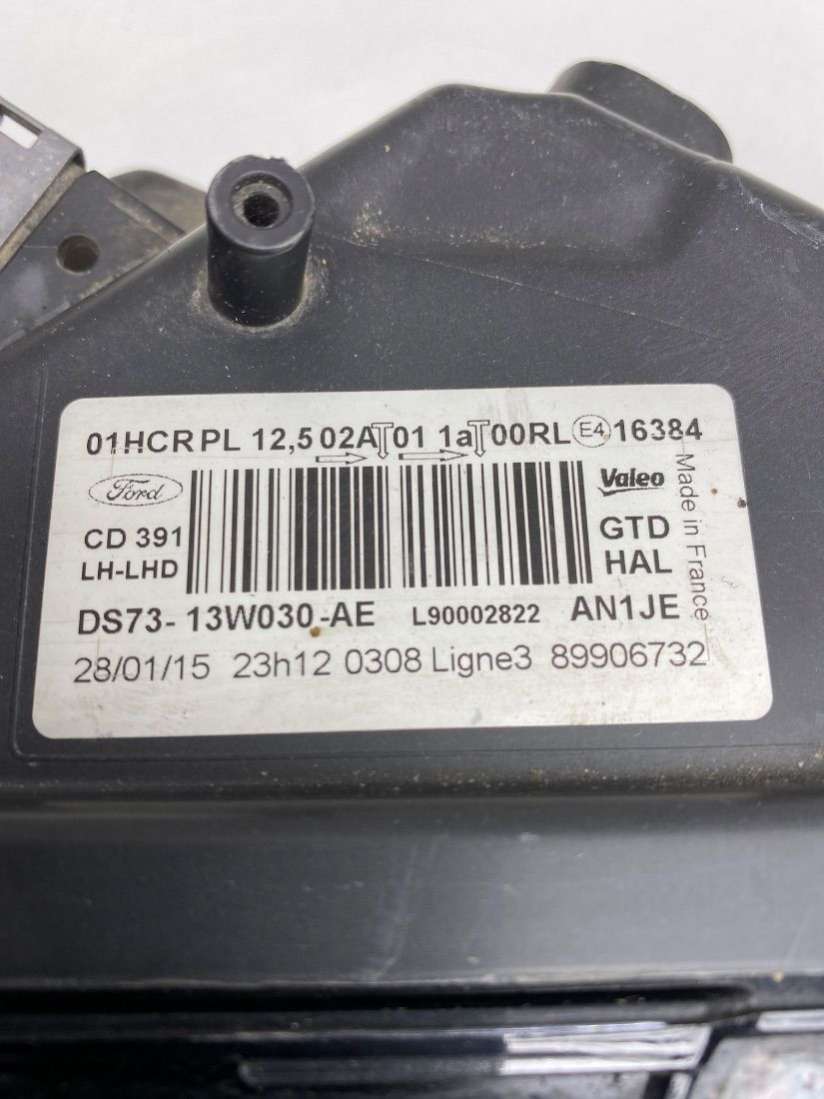 01HCR PL 12,5 02A 01 1a 00RL E4 16384
Ford
Valeo
CD 391
GTD
LH-LHD
HAL
Made in France
DS73- 13W030-AE L90002822 AN1JE
28/01/15 23h12 0308 Ligne3 89906732